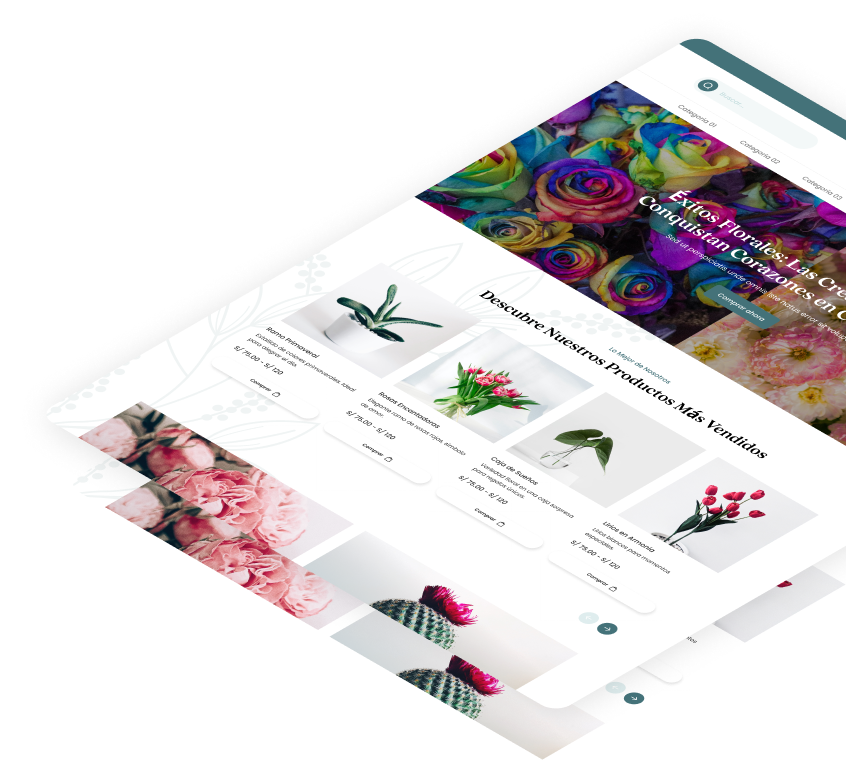 Buscar...
Categoría 01
Categoría 02
Categoría 03
Éxitos Florales: Las Cre
Conquistan Corazones en C
Sed ut perspiciatis unde omnis iste natus error sit volup
Comprar ahora
Lo Mejor de Nosotros
Descubre Nuestros Productos Más Vendidos
Ramo Primaveral
Estallido de colores primaverales, ideal
para alegrar el día.
S/ 75.00 - S/ 120
Comprar
Rosas Encantadoras
Elegante ramo de rosas rojas, símbolo
de amor.
S/ 75.00 - S/ 120
Comprar
Caja de Sueños
Variedad floral en una caja sorpresa
para regalos únicos.
S/ 75.00 - S/ 120
Comprar
Lirios en Armonía
Lirios blancos para momentos
especiales.
S/ 75.00 - S/ 120
Comprar